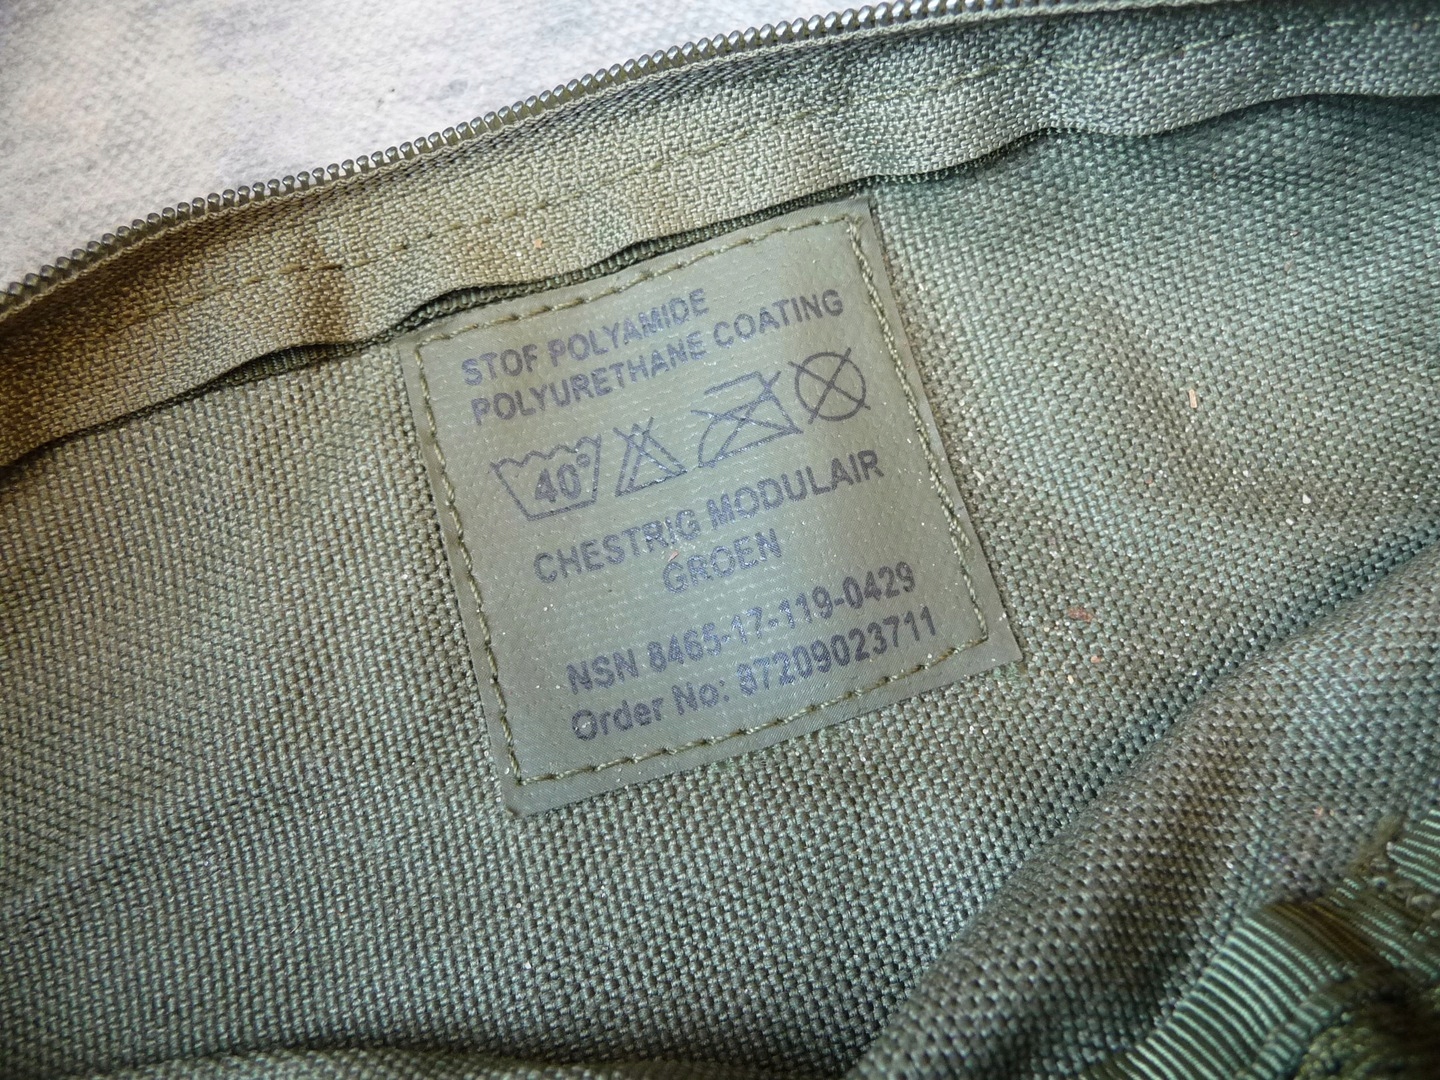 STOF POLYAMIDE
POLYURETHANE COATING
40°
CHESTRIG MODULAIR
GROEN
NSN 8465-17-119-0429
Order No: 87209023711